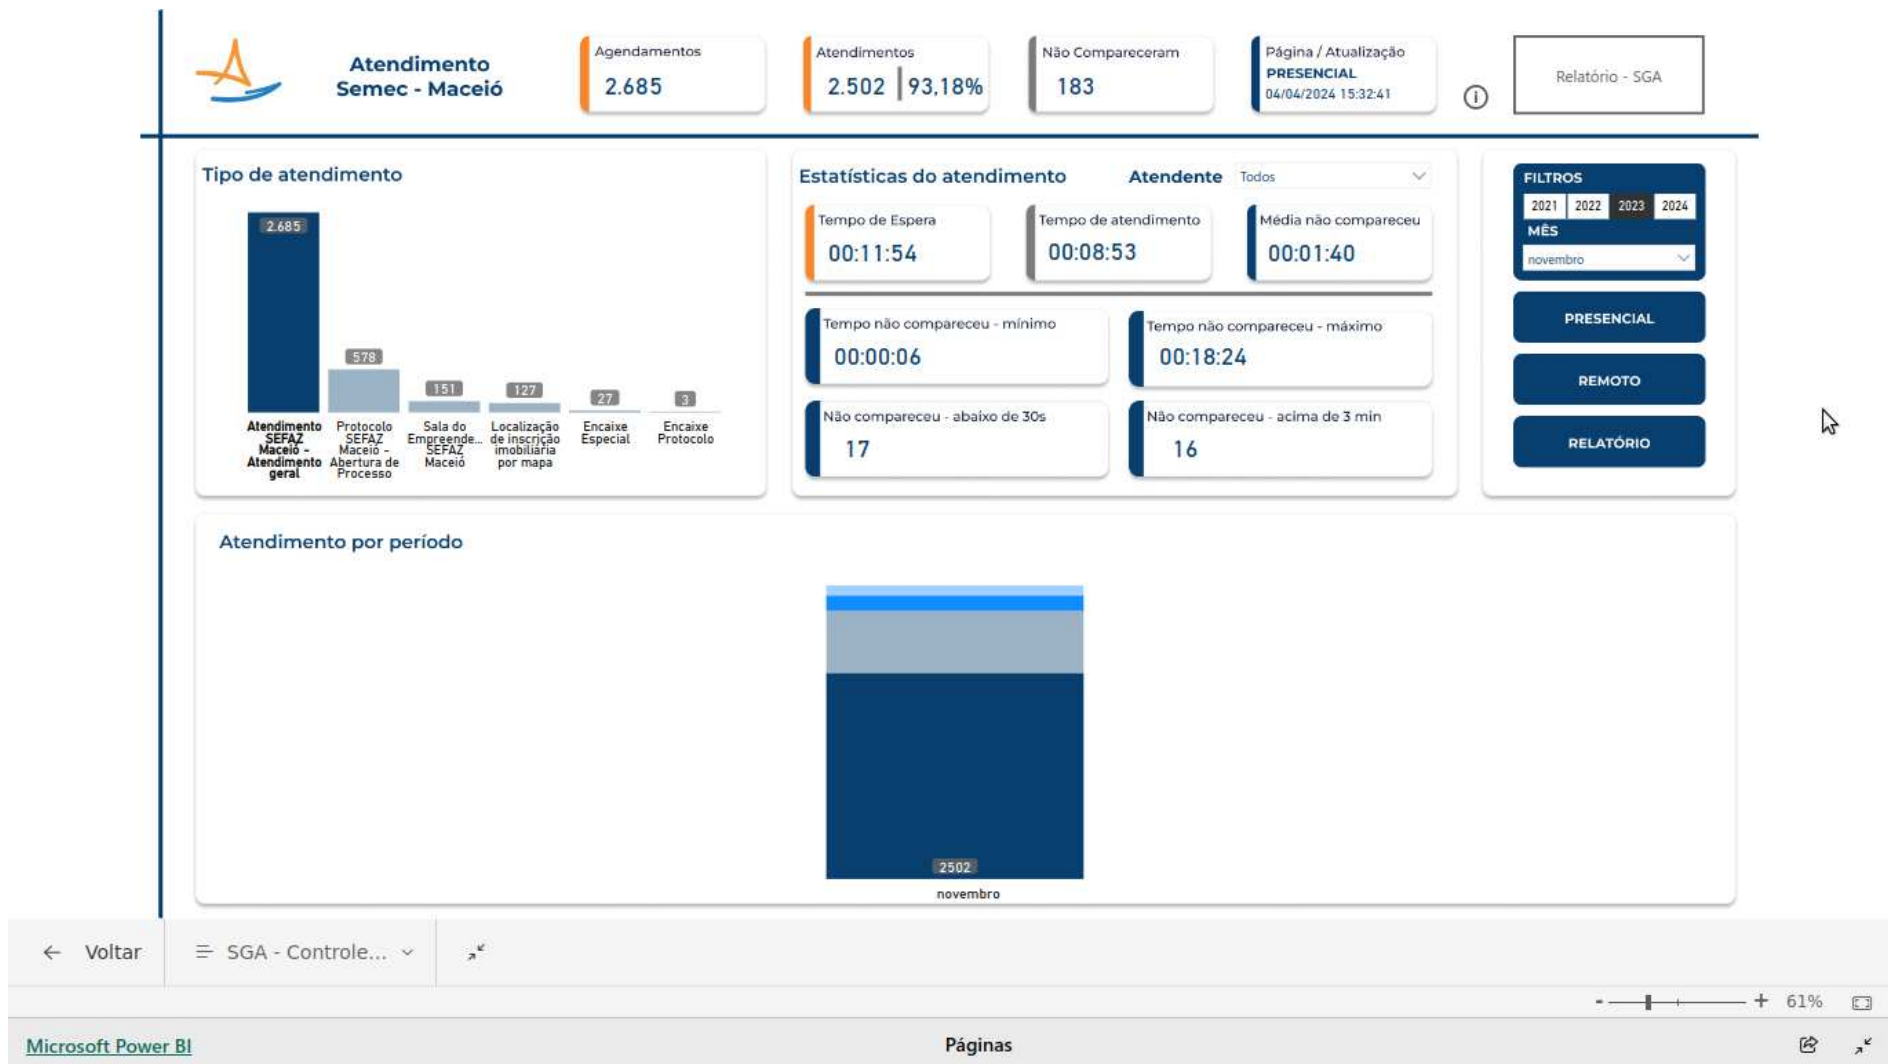 Atendimento
Semec - Maceió
Agendamentos
2.685
Atendimentos
2.502 93,18%
Não Compareceram
183
Página / Atualização
PRESENCIAL
04/04/2024 15:32:41
Relatório - SGA
Tipo de atendimento
2.685
578
151
127
27
3
Atendimento
SEFAZ
Maceió -
Atendimento
geral
Protocolo
SEFAZ
Maceió -
Abertura de
Processo
Sala do
Empreende...
SEFAZ
Maceió
Localização
de inscrição
imobiliária
por mapa
Encaixe
Especial
Encaixe
Protocolo
Estatísticas do atendimento
Atendente Todos
Tempo de Espera
00:11:54
Tempo de atendimento
00:08:53
Média não compareceu
00:01:40
Tempo não compareceu - mínimo
00:00:06
Tempo não compareceu - máximo
00:18:24
Não compareceu - abaixo de 30s
17
Não compareceu - acima de 3 min
16
FILTROS
2021 2022 2023 2024
MÊS
novembro
PRESENCIAL
REMOTO
RELATÓRIO
Atendimento por período
2502
novembro
Voltar
SGA - Controle...
- + 61%
Microsoft Power BI
Páginas